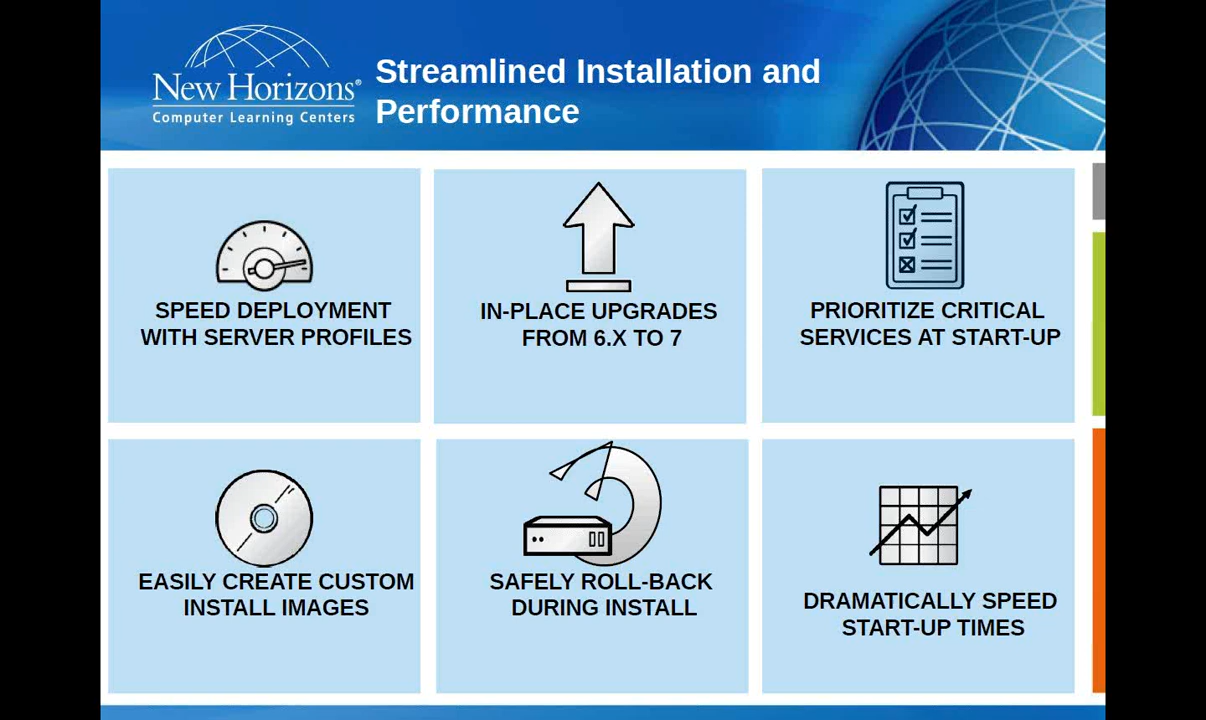 New Horizons®
Computer Learning Centers
Streamlined Installation and
Performance
SPEED DEPLOYMENT
WITH SERVER PROFILES
IN-PLACE UPGRADES
FROM 6.X TO 7
PRIORITIZE CRITICAL
SERVICES AT START-UP
EASILY CREATE CUSTOM
INSTALL IMAGES
SAFELY ROLL-BACK
DURING INSTALL
DRAMATICALLY SPEED
START-UP TIMES